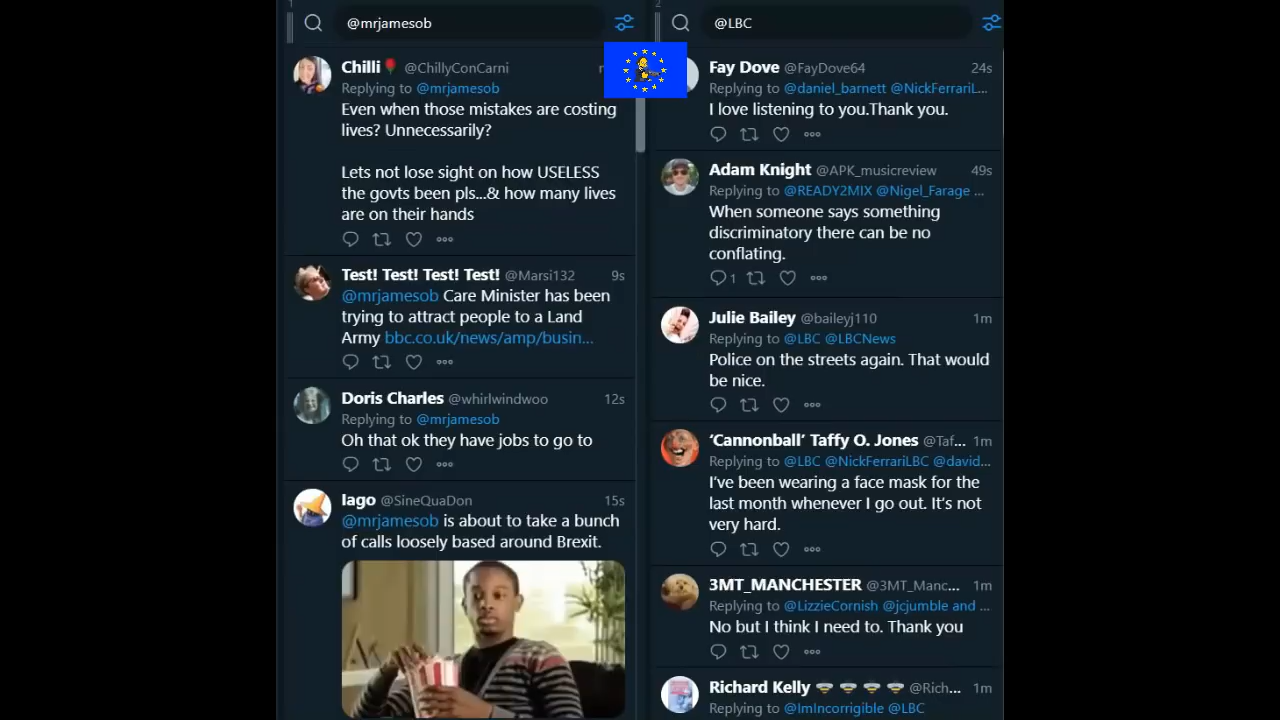 1
@mrjamesob
Chilli @ChillyConCarni
Replying to @mrjamesob
Even when those mistakes are costing
lives? Unnecessarily?
Lets not lose sight on how USELESS
the govts been pls...& how many lives
are on their hands
Test! Test! Test! Test! @Marsi132 9s
@mrjamesob Care Minister has been
trying to attract people to a Land
Army bbc.co.uk/news/amp/busin...
Doris Charles @whirlwindwoo 12s
Replying to @mrjamesob
Oh that ok they have jobs to go to
Iago @SineQuaDon 15s
@mrjamesob is about to take a bunch
of calls loosely based around Brexit.
2
@LBC
Fay Dove @FayDove64 24s
Replying to @daniel_barnett @NickFerrariL...
I love listening to you.Thank you.
Adam Knight @APK_musicreview 49s
Replying to @READY2MIX @Nigel_Farage ...
When someone says something
discriminatory there can be no
conflating.
1
Julie Bailey @baileyj110 1m
Replying to @LBC @LBCNews
Police on the streets again. That would
be nice.
‘Cannonball’ Taffy O. Jones @Taf... 1m
Replying to @LBC @NickFerrariLBC @david...
I’ve been wearing a face mask for the
last month whenever I go out. It’s not
very hard.
3MT_MANCHESTER @3MT_Manc... 1m
Replying to @LizzieCornish @jcjumble and ...
No but I think I need to. Thank you
Richard Kelly @Rich... 1m
Replying to @ImIncorrigible @LBC